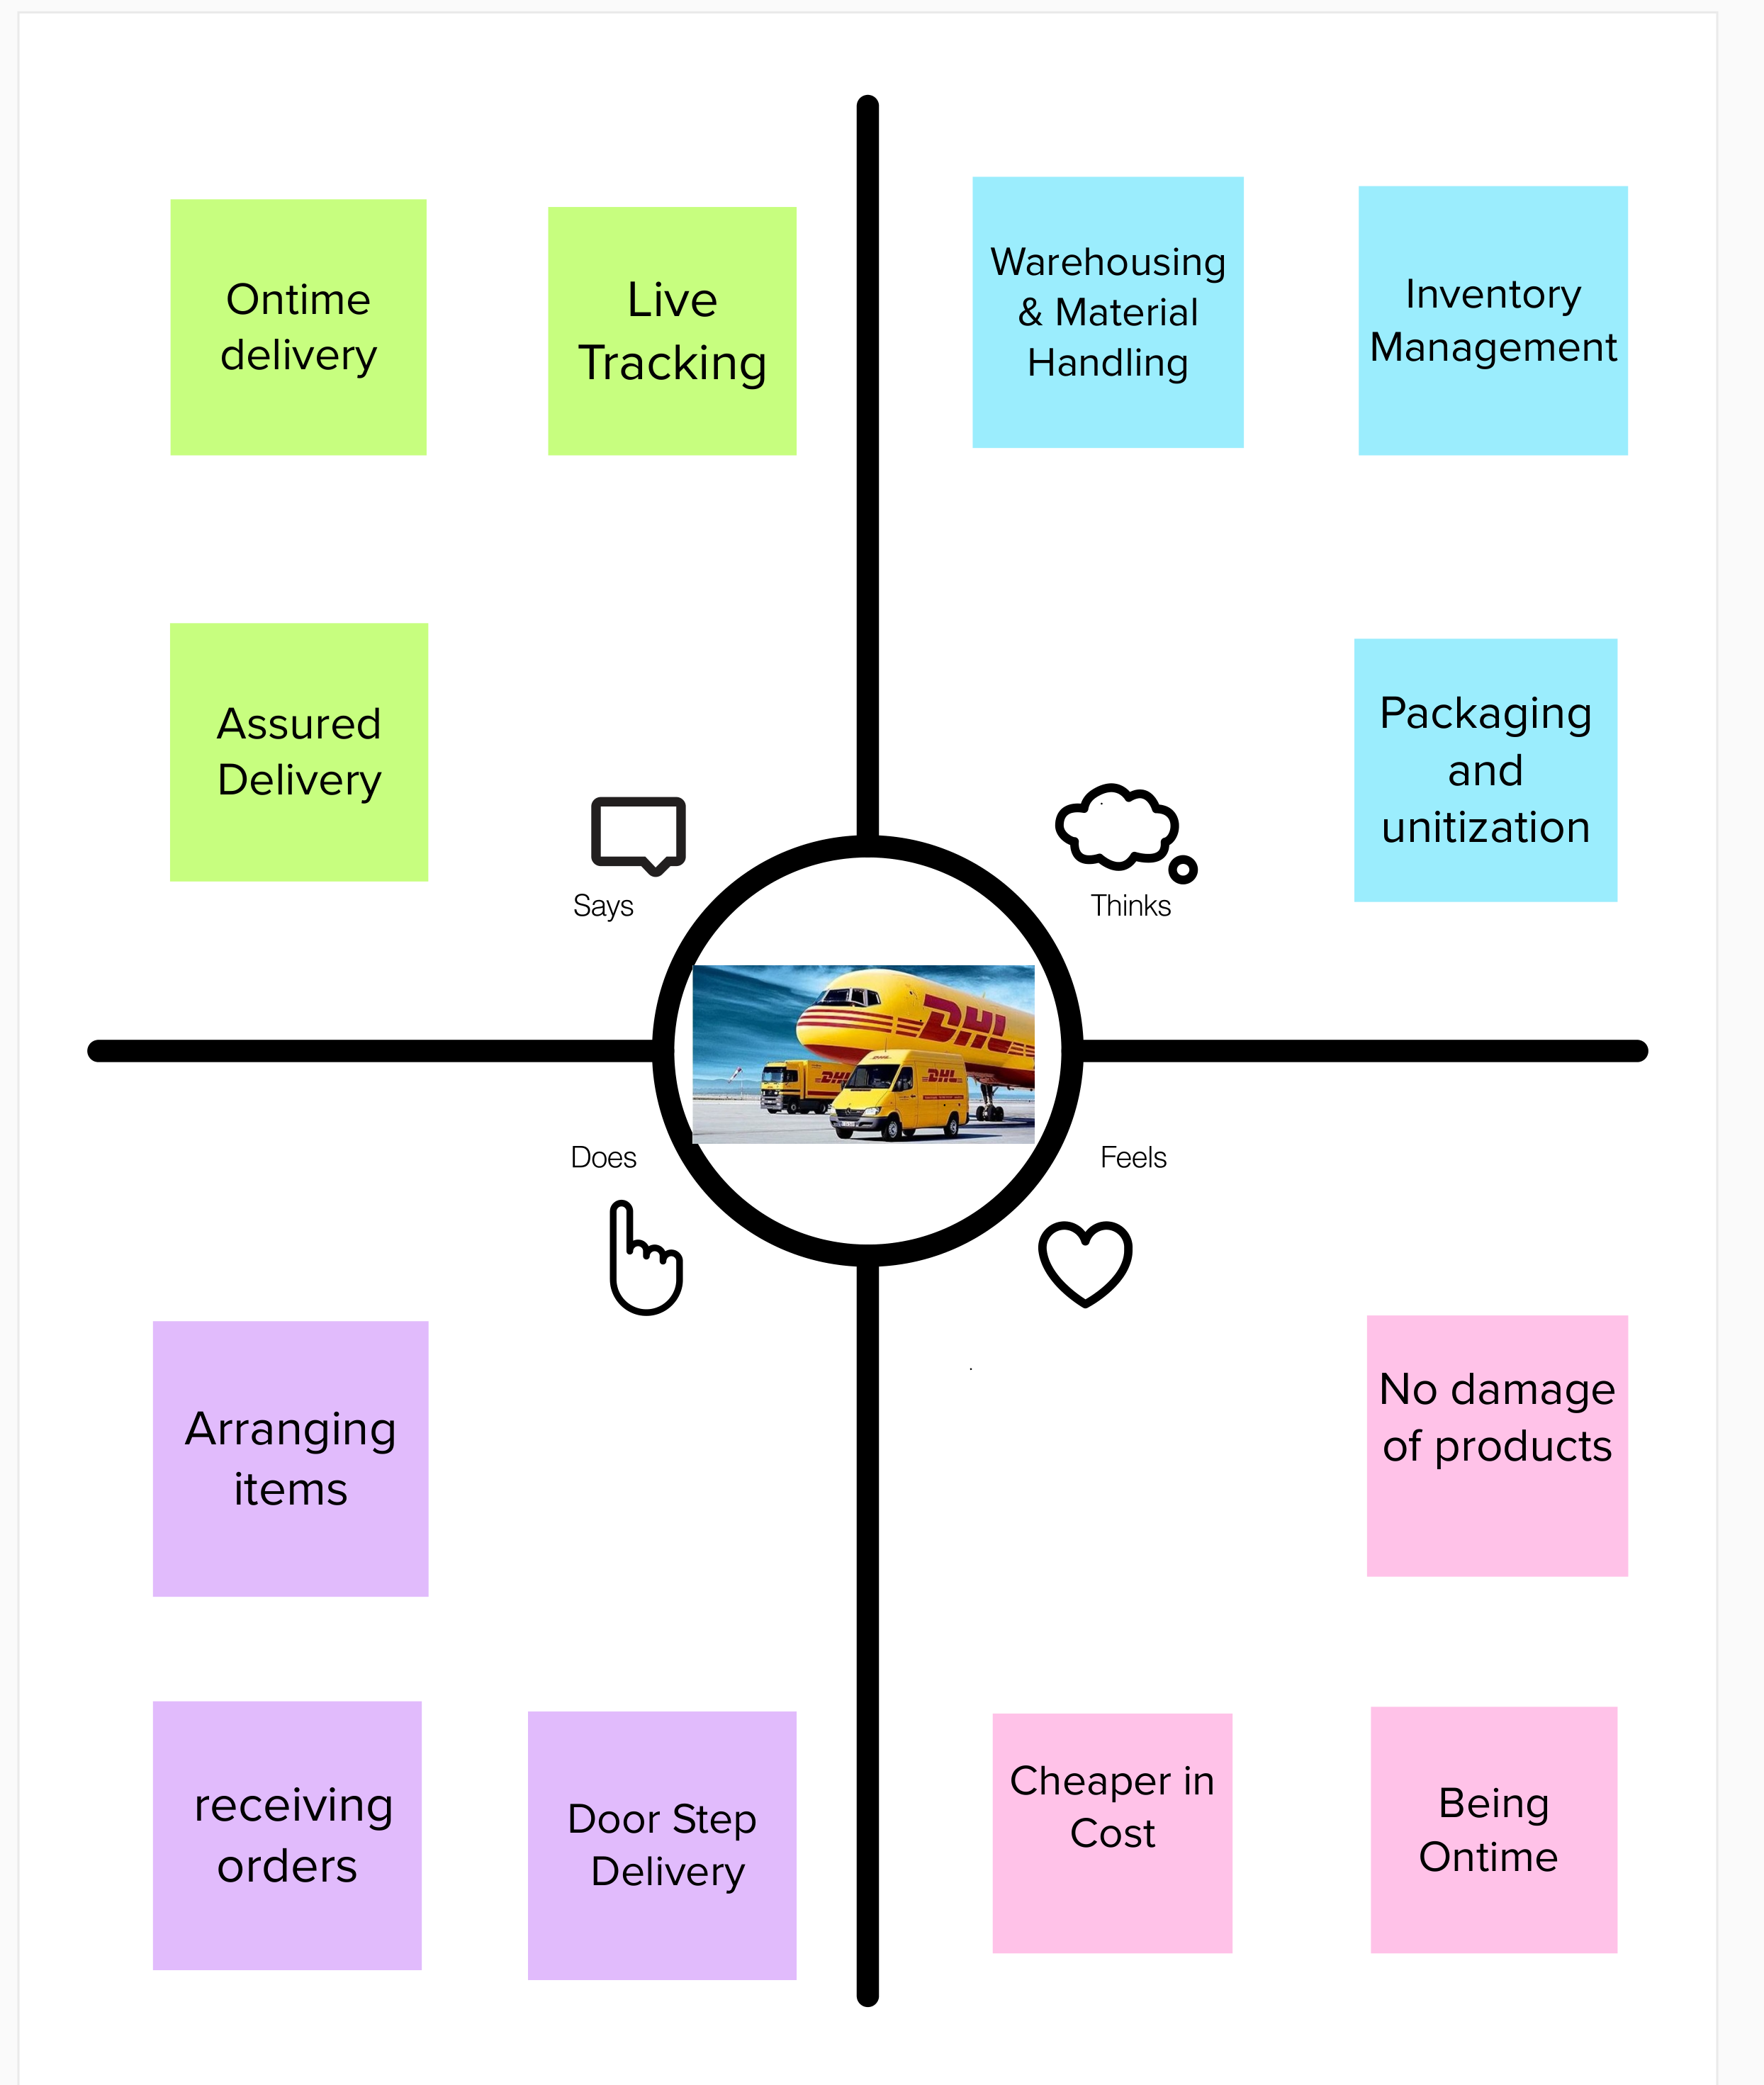 Ontime
delivery
Live
Tracking
Warehousing
& Material
Handling
Inventory
Management
Assured
Delivery
Packaging
and
unitization
Says
Thinks
DHL
DHL
DHL
DHL
Does
Feels
Arranging
items
No damage
of products
receiving
orders
Door Step
Delivery
Cheaper in
Cost
Being
Ontime